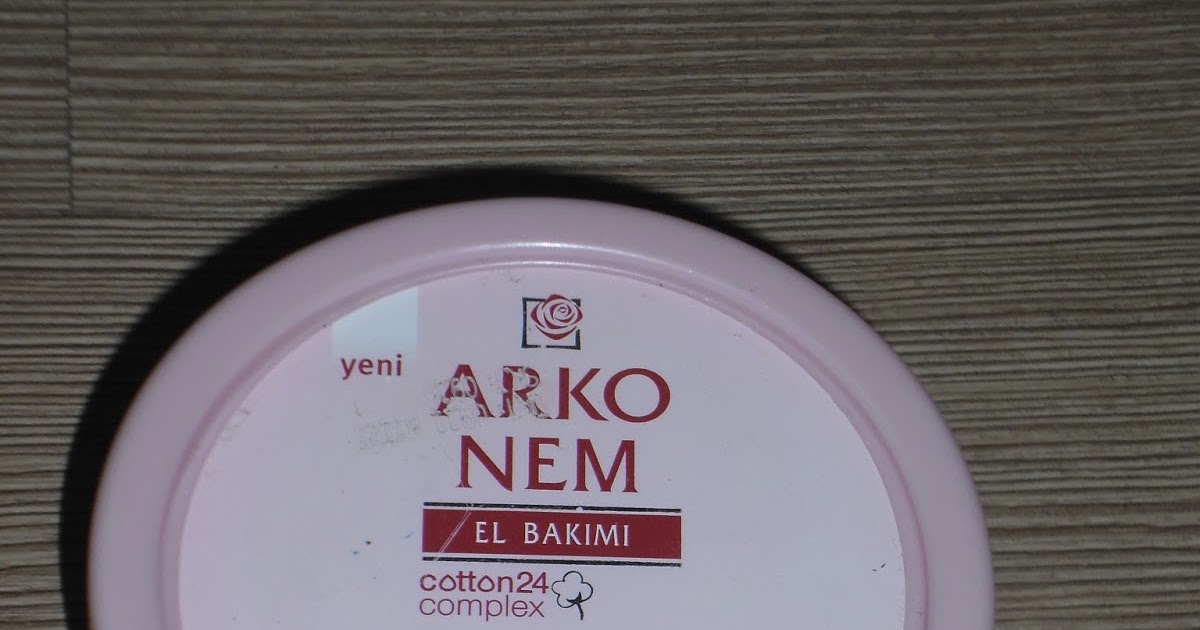 yeni
ARKO
NEM
EL BAKIMI
cotton24
complex